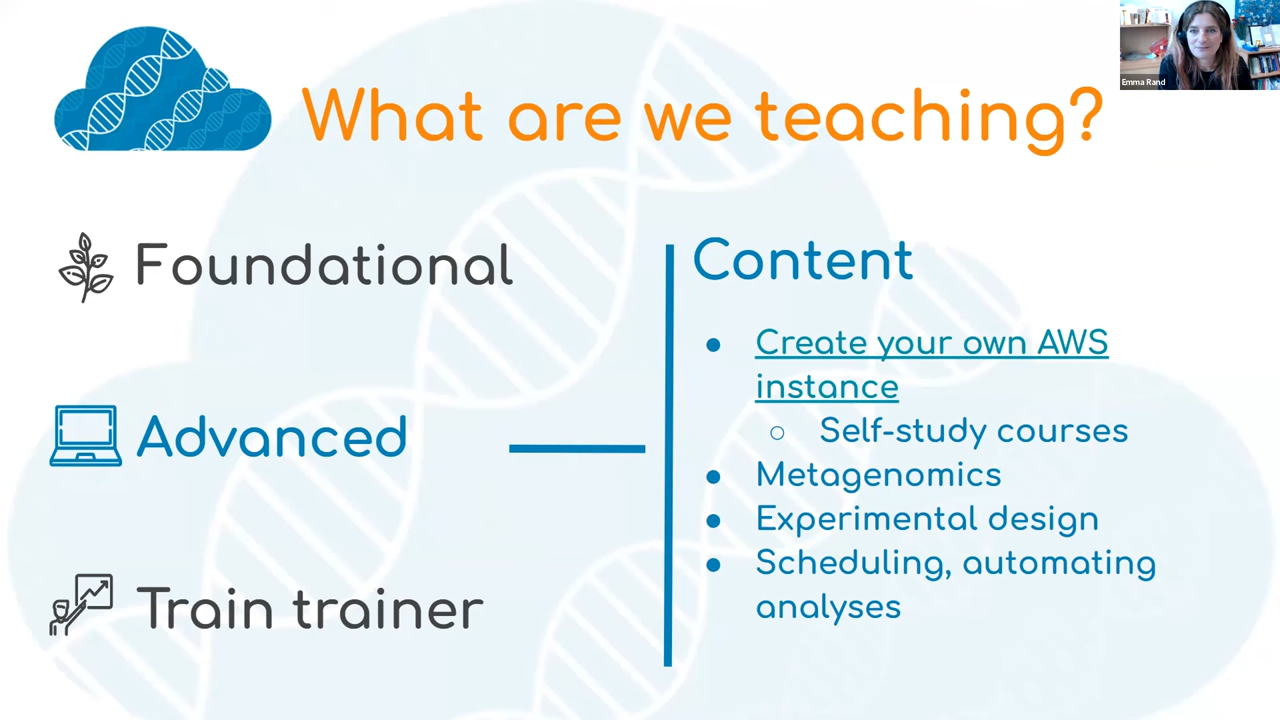 What are we teaching?
Emma Rand
Foundational
Advanced
Train trainer
Content
● Create your own AWS
instance
○ Self-study courses
● Metagenomics
● Experimental design
● Scheduling, automating
analyses